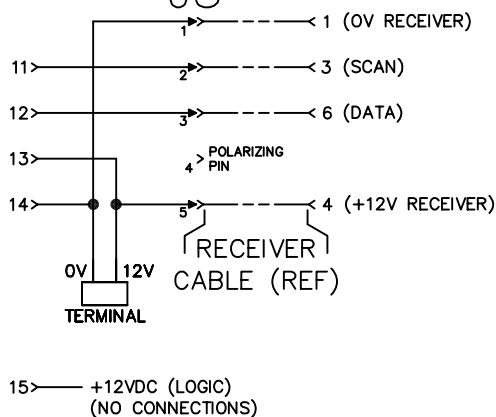 1 1 (0V RECEIVER)
11 2 3 (SCAN)
12 3 6 (DATA)
13 4 POLARIZING
PIN
14 5 4 (+12V RECEIVER)
RECEIVER
CABLE (REF)
0V 12V
TERMINAL
15 +12VDC (LOGIC)
(NO CONNECTIONS)